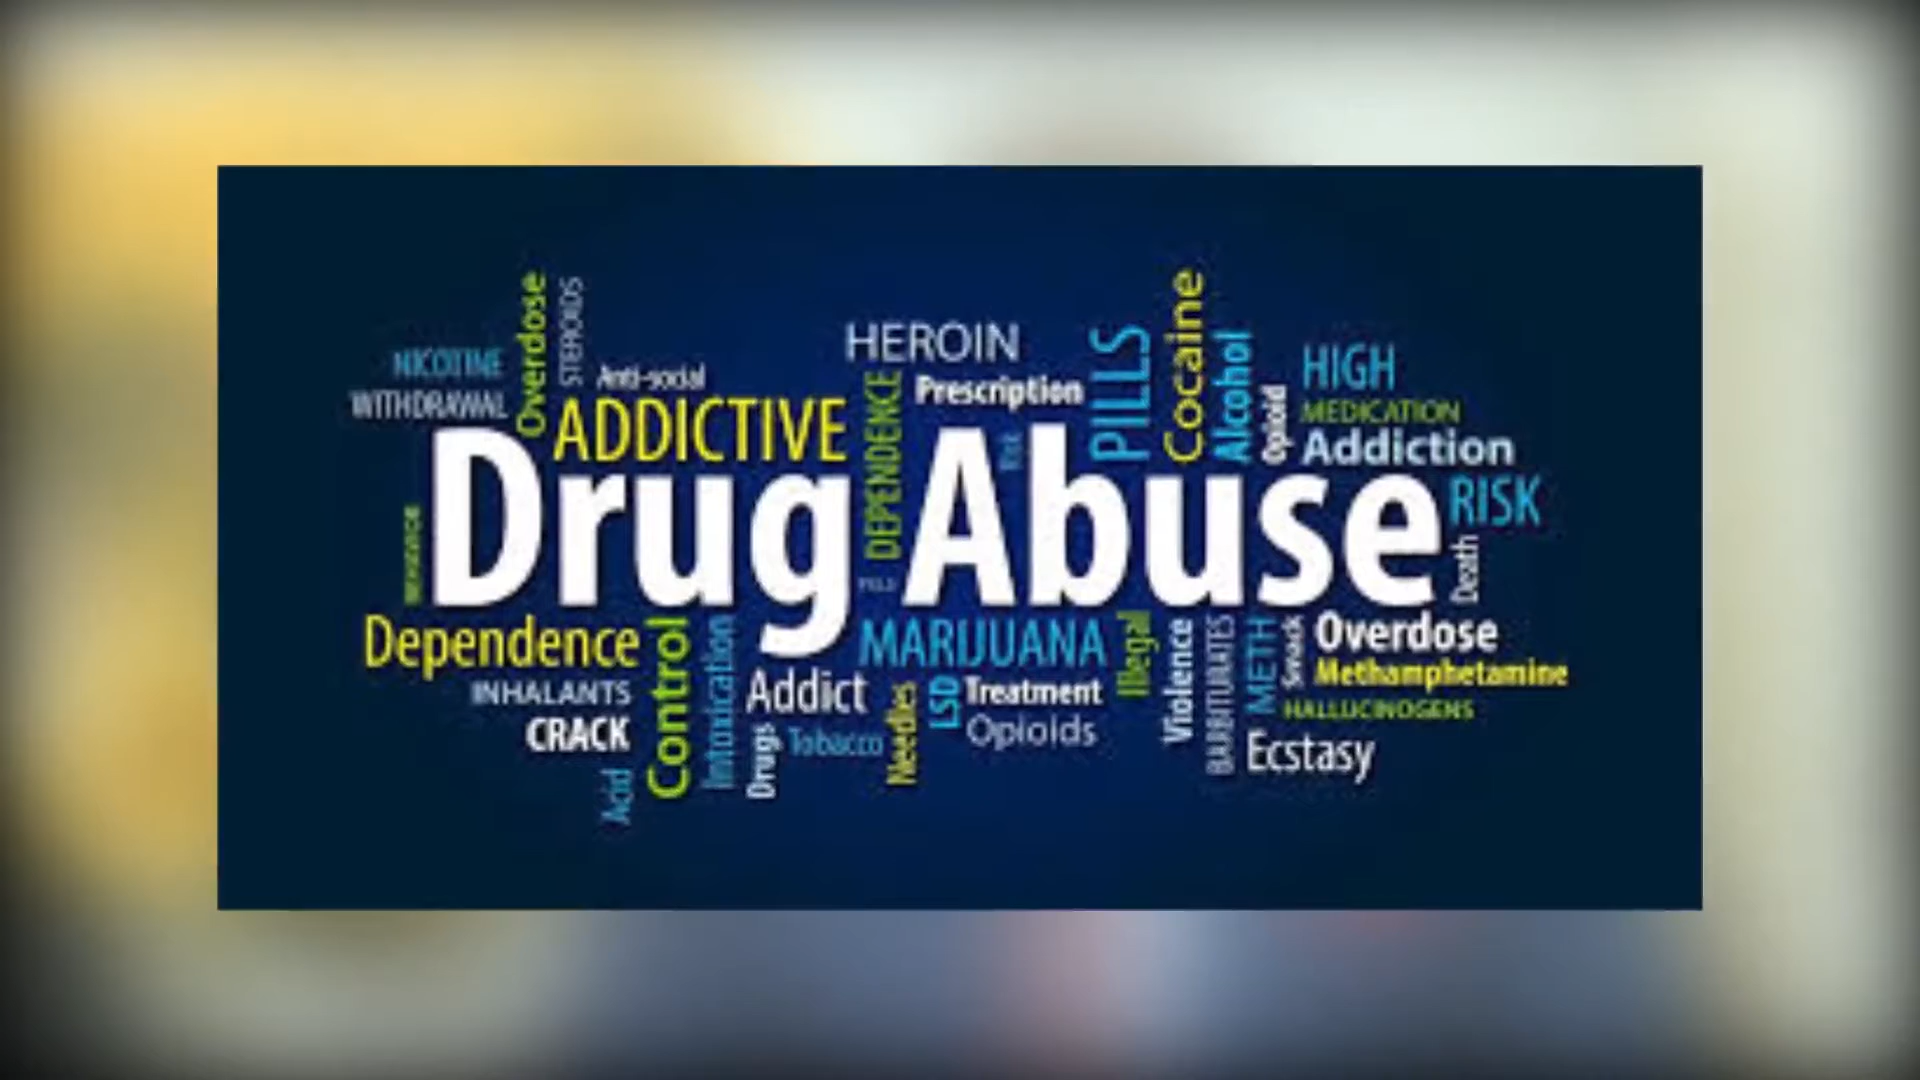 Overdose
STEROIDS
NICOTINE
WITHDRAWAL
Anti-social
ADDICTIVE
HEROIN
DEPENDENCE
Prescription
PILLS
Cocaine
Alcohol
Opioid
HIGH
MEDICATION
Addiction
Drug Abuse
RISK
Death
Dependence
INHALANTS
CRACK
Acid
Control
Intoxication
Addict
Drugs
Tobacco
Needles
MARIJUANA
LSD
Treatment
Opioids
Illegal
Violence
BARBITURATES
METH
Smack
Overdose
Methamphetamine
HALLUCINOGENS
Ecstasy